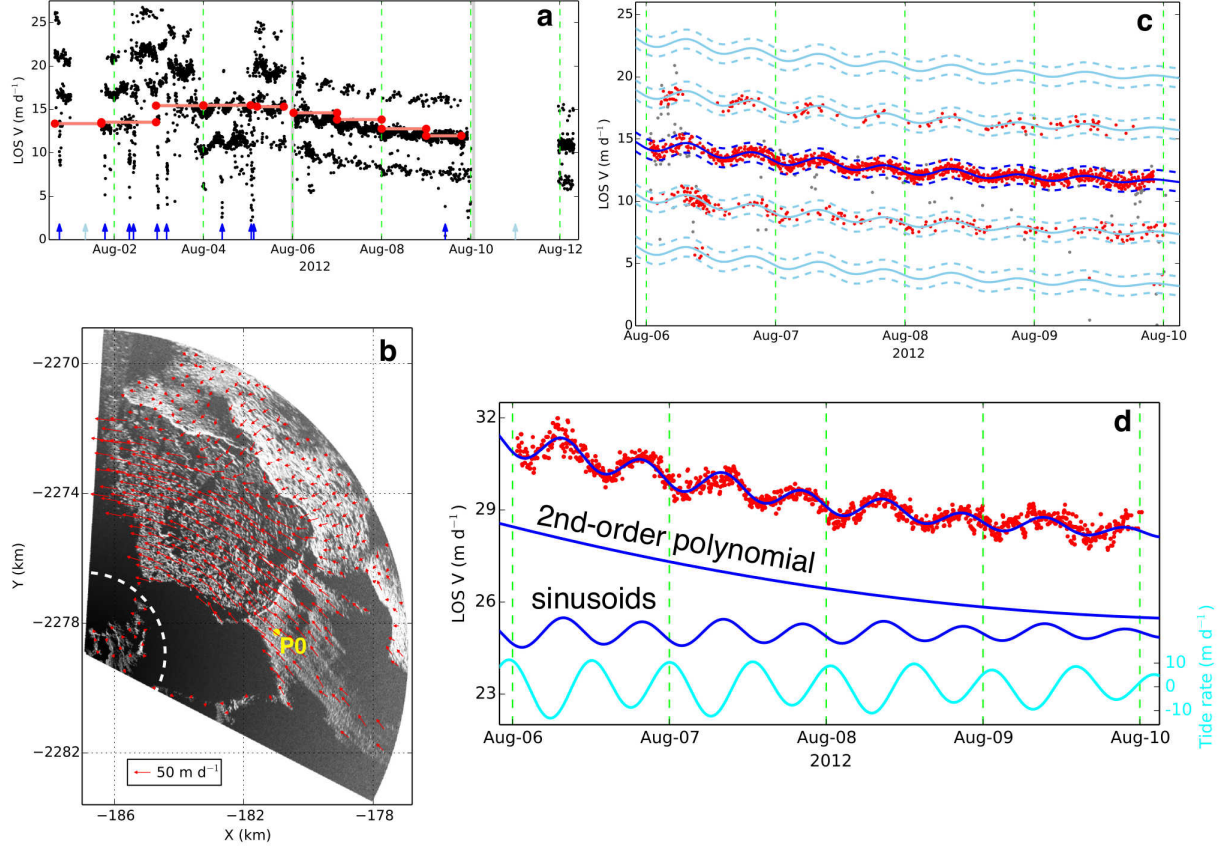 a
LOS V (m d⁻¹)
25
20
15
10
5
0
Aug-02
Aug-04
Aug-06
Aug-08
Aug-10
Aug-12
2012
c
LOS V (m d⁻¹)
25
20
15
10
5
0
Aug-06
Aug-07
Aug-08
Aug-09
Aug-10
2012
b
Y (km)
−2270
−2274
−2278
−2282
P0
50 m d⁻¹
−186
−182
−178
X (km)
d
LOS V (m d⁻¹)
32
29
26
23
2nd-order polynomial
sinusoids
10
0
-10
Tide rate (m d⁻¹)
Aug-06
Aug-07
Aug-08
Aug-09
Aug-10
2012